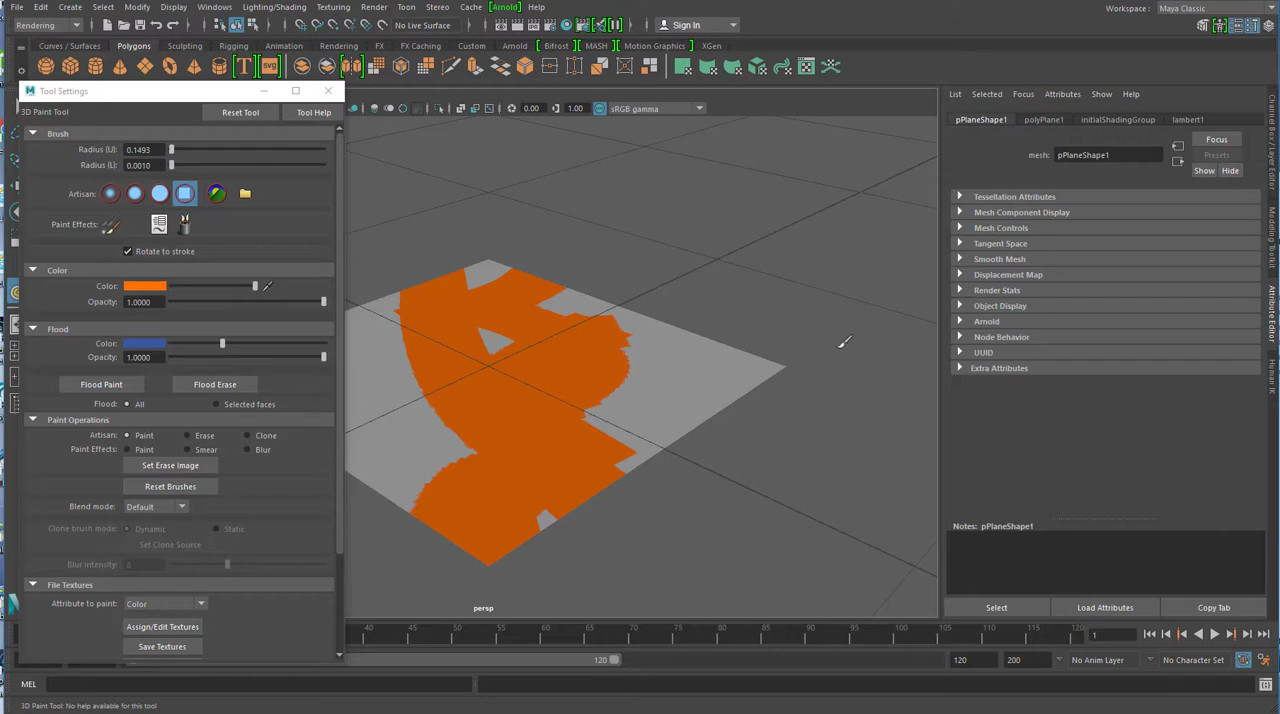 File Edit Create Select Modify Display Windows Lighting/Shading Texturing Render Toon Stereo Cache [Arnold] Help Workspace : Maya Classic
Rendering No Live Surface Sign In
Curves / Surfaces Polygons Sculpting Rigging Animation Rendering FX FX Caching Custom Arnold Bifrost MASH Motion Graphics XGen
T svg
Tool Settings
List Selected Focus Attributes Show Help
3D Paint Tool Reset Tool Tool Help
0.00 1.00 sRGB gamma
pPlaneShape1 polyPlane1 initialShadingGroup lambert1
Brush
Focus
Radius (U): 0.1493
mesh: pPlaneShape1 Presets
Radius (L): 0.0010
Show Hide
Artisan:
Tessellation Attributes
Mesh Component Display
Paint Effects:
Mesh Controls
Tangent Space
Rotate to stroke
Smooth Mesh
Color
Displacement Map
Color:
Render Stats
Opacity: 1.0000
Object Display
Arnold
Flood
Node Behavior
Color:
UUID
Opacity: 1.0000
Extra Attributes
Flood Paint Flood Erase
Flood: All Selected faces
Paint Operations
Artisan: Paint Erase Clone
Paint Effects: Paint Smear Blur
Set Erase Image
Reset Brushes
Blend mode: Default
Clone brush mode: Dynamic Static
Notes: pPlaneShape1
Set Clone Source
Blur intensity: 8
File Textures
Attribute to paint: Color
persp
Select Load Attributes Copy Tab
Assign/Edit Textures
Save Textures
40 45 50 55 60 65 70 75 80 85 90 95 100 105 110 115 120 1
120 120 200 No Anim Layer No Character Set
MEL
3D Paint Tool: No help available for this tool
Channel Box / Layer Editor
Modeling Toolkit
Attribute Editor
Human IK